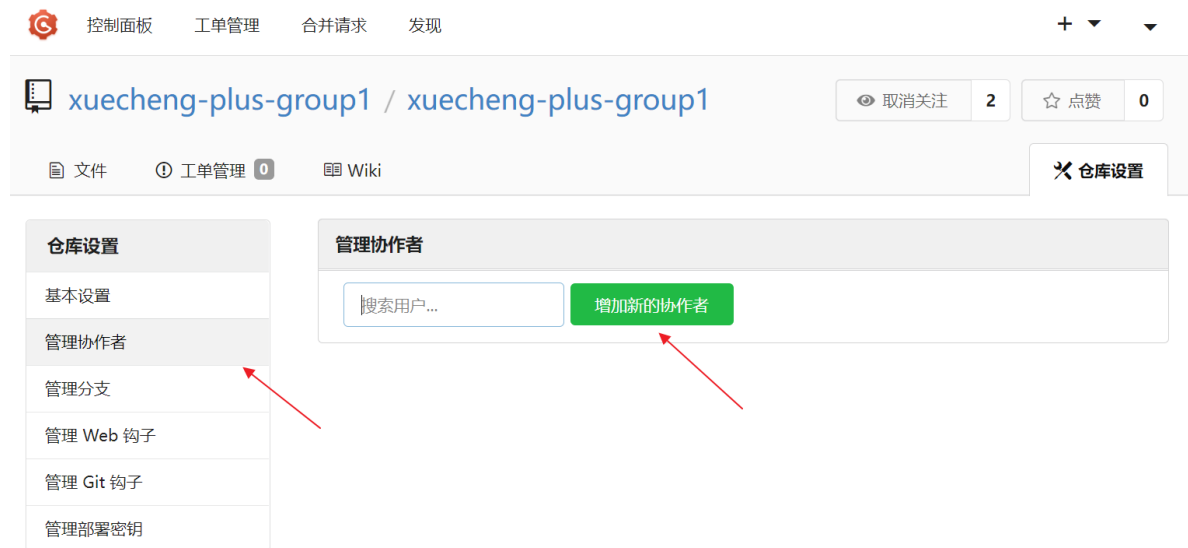 控制面板 工单管理 合并请求 发现
xuecheng-plus-group1 / xuecheng-plus-group1 取消关注 2 点赞 0
文件 工单管理 0 Wiki 仓库设置
仓库设置
基本设置
管理协作者
管理分支
管理 Web 钩子
管理 Git 钩子
管理部署密钥
管理协作者
搜索用户... 增加新的协作者